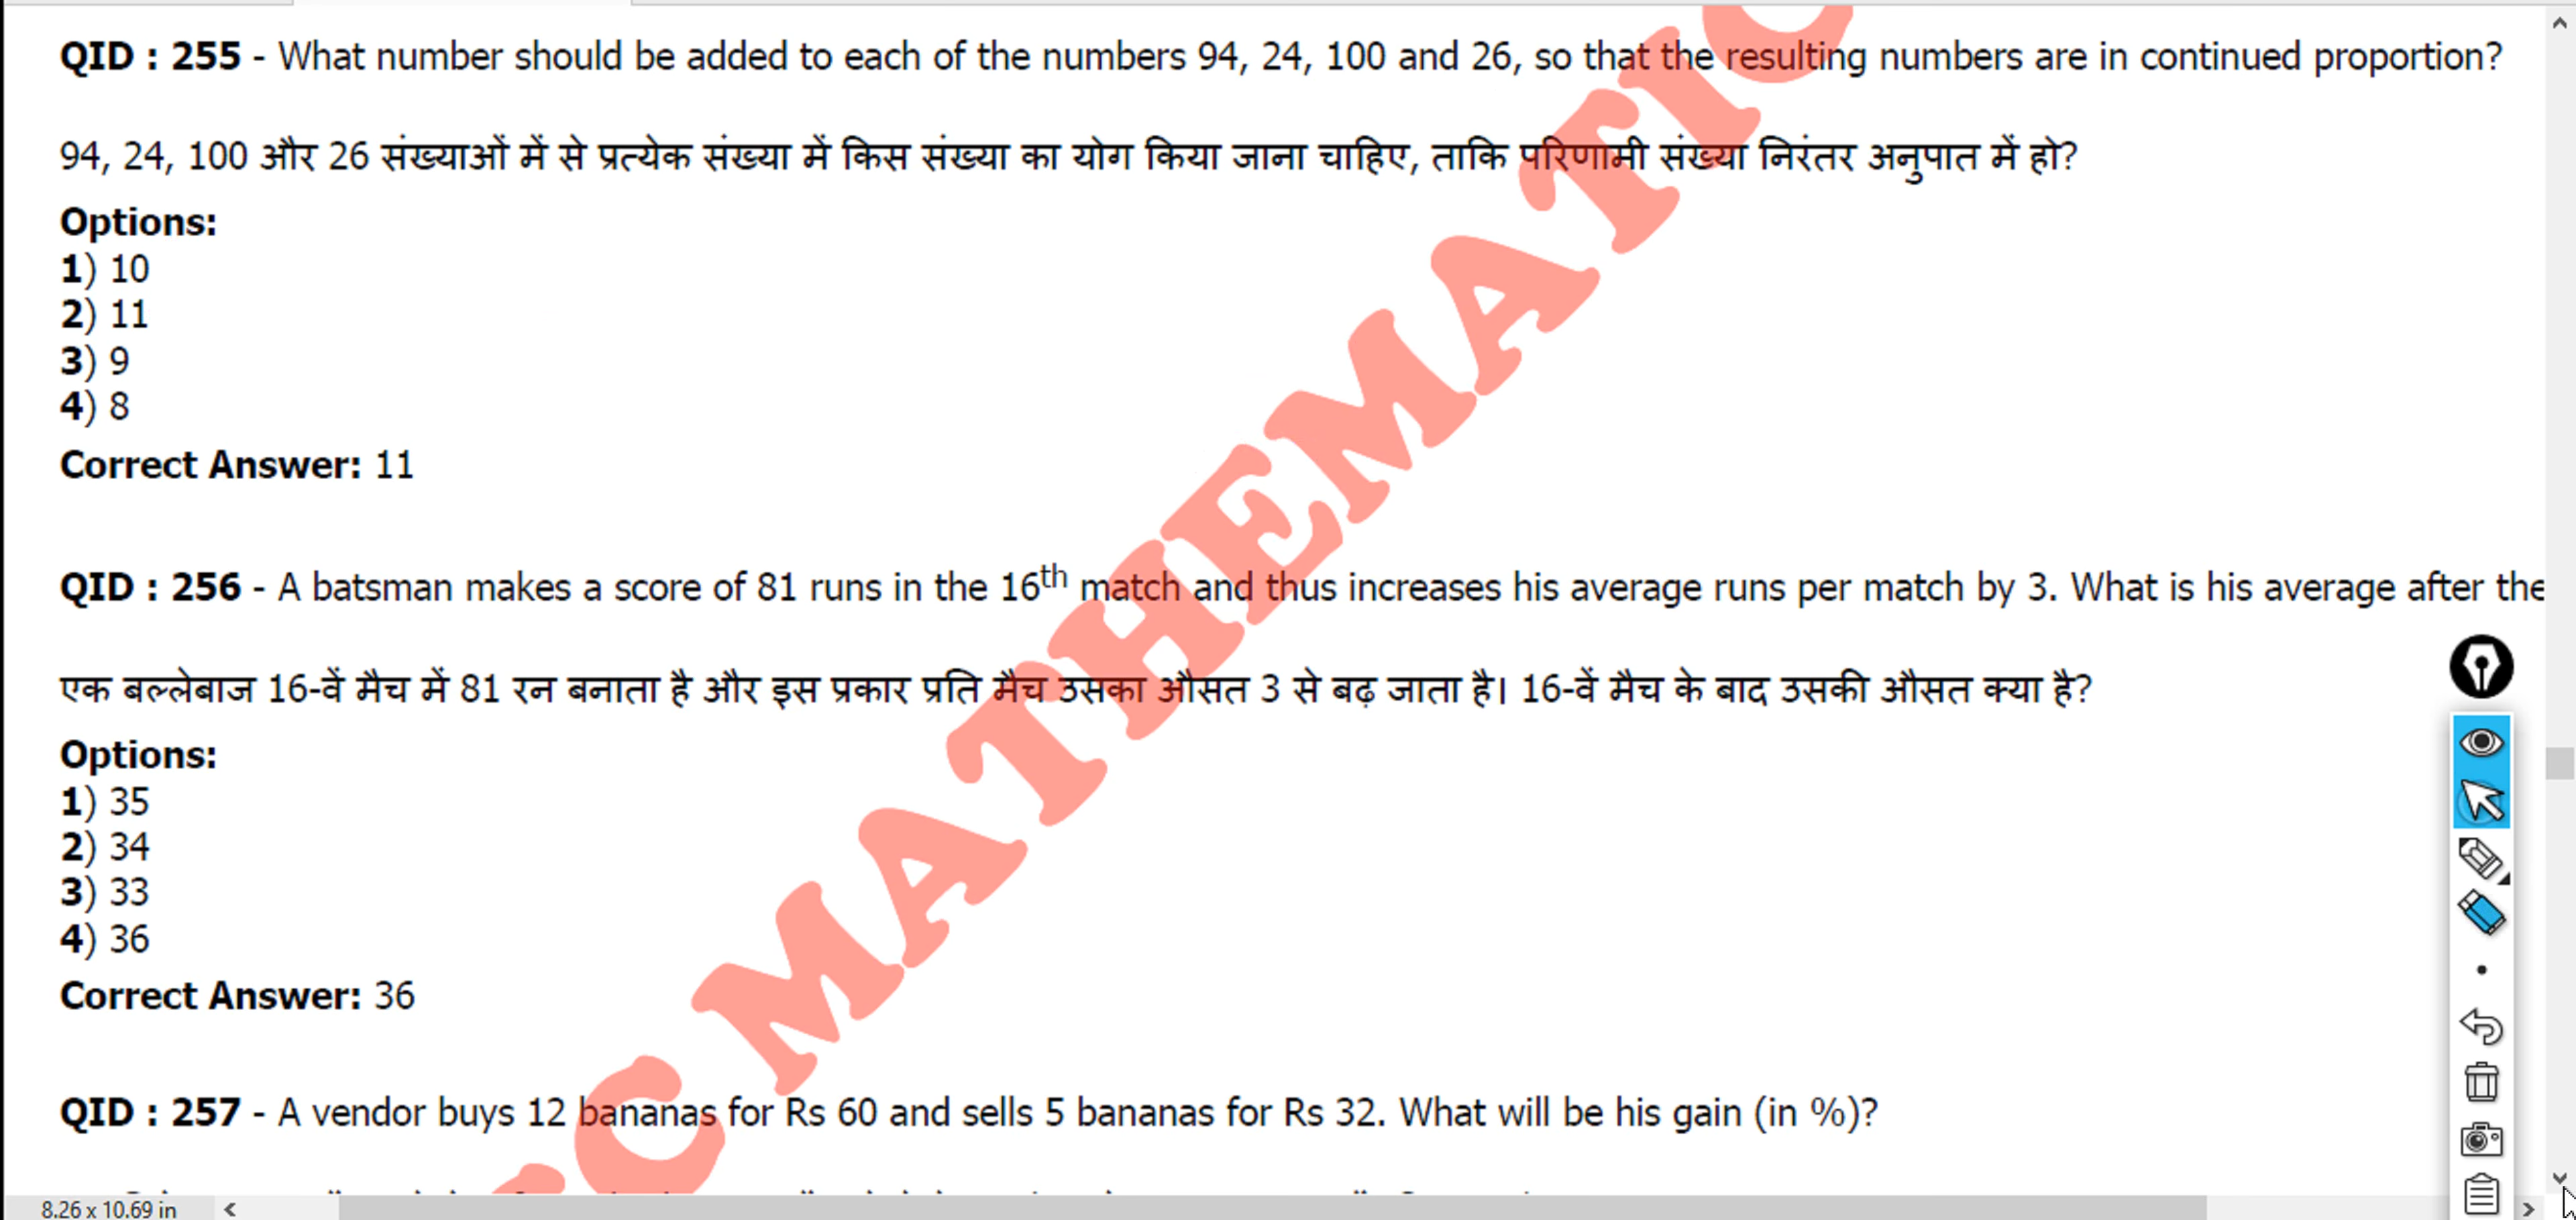 QID : 255 - What number should be added to each of the numbers 94, 24, 100 and 26, so that the resulting numbers are in continued proportion?
94, 24, 100 और 26 संख्याओं में से प्रत्येक संख्या में किस संख्या का योग किया जाना चाहिए, ताकि परिणामी संख्या निरंतर अनुपात में हो?
Options:
1) 10
2) 11
3) 9
4) 8
Correct Answer: 11
QID : 256 - A batsman makes a score of 81 runs in the 16th match and thus increases his average runs per match by 3. What is his average after the
एक बल्लेबाज 16-वें मैच में 81 रन बनाता है और इस प्रकार प्रति मैच उसका औसत 3 से बढ़ जाता है। 16-वें मैच के बाद उसकी औसत क्या है?
Options:
1) 35
2) 34
3) 33
4) 36
Correct Answer: 36
QID : 257 - A vendor buys 12 bananas for Rs 60 and sells 5 bananas for Rs 32. What will be his gain (in %)?
C MATHEMATIC
8.26 x 10.69 in